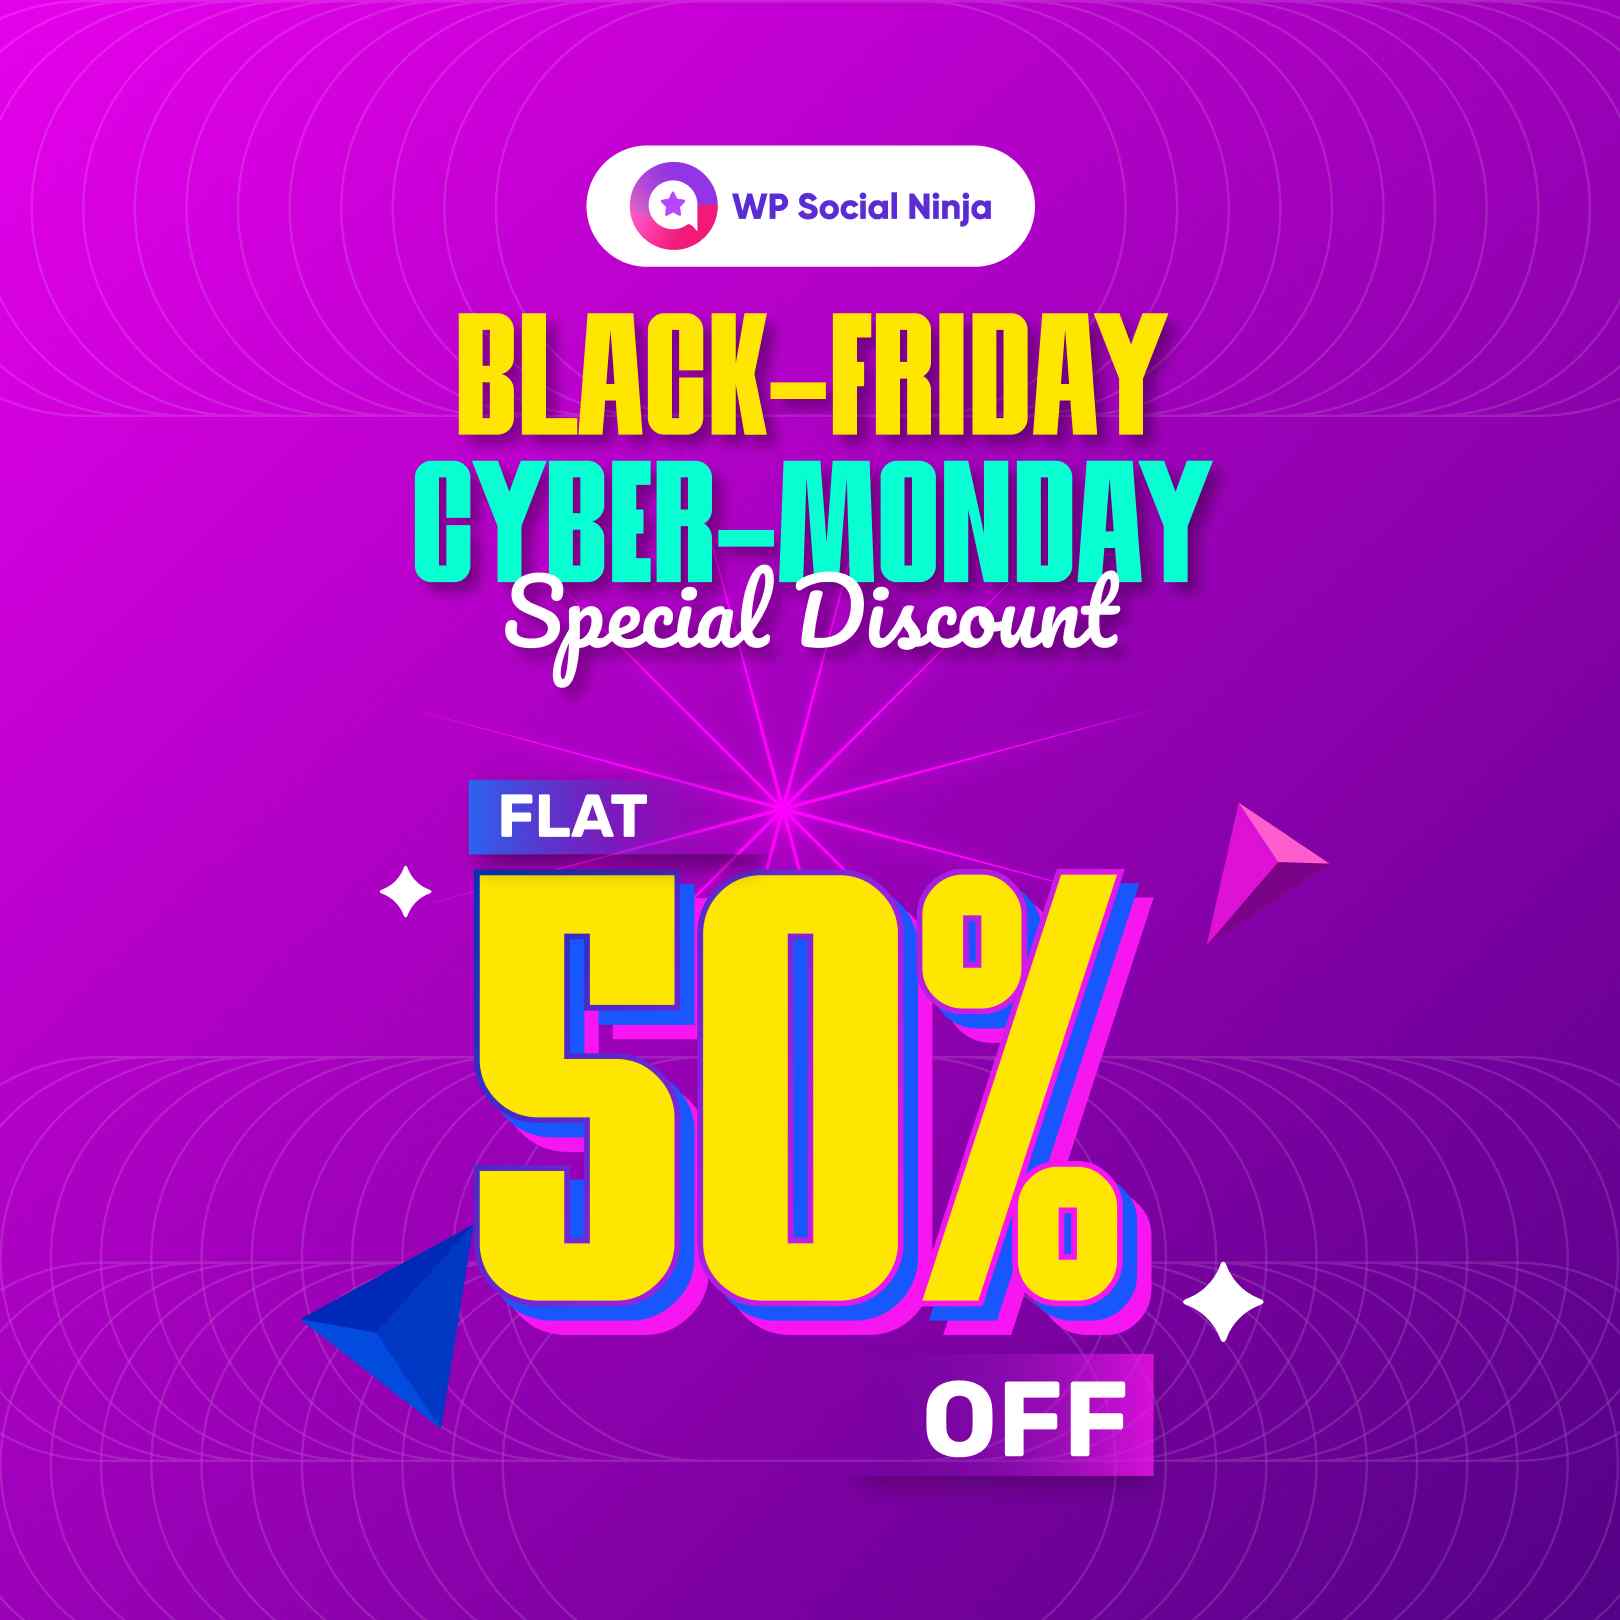 WP Social Ninja
BLACK-FRIDAY
CYBER-MONDAY
Special Discount
FLAT
50%
OFF